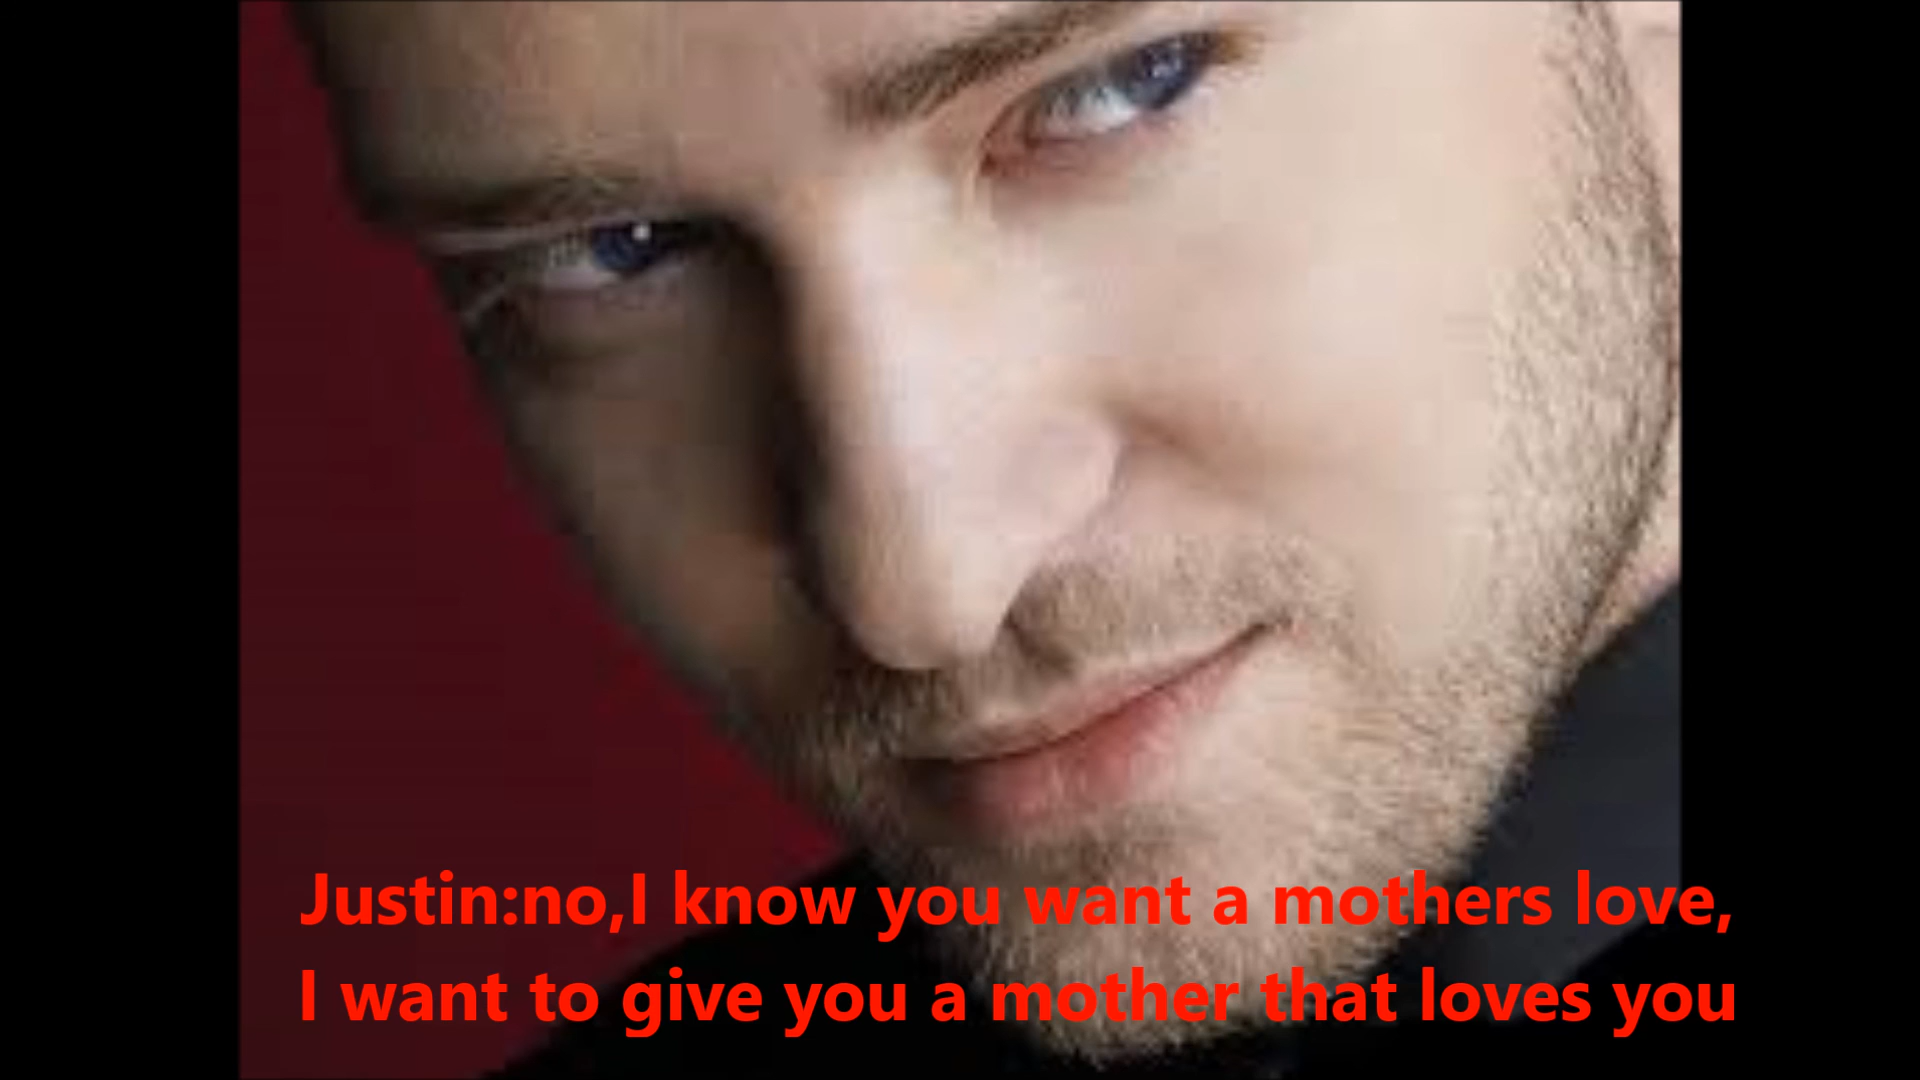 Justin:no,I know you want a mothers love,
I want to give you a mother that loves you